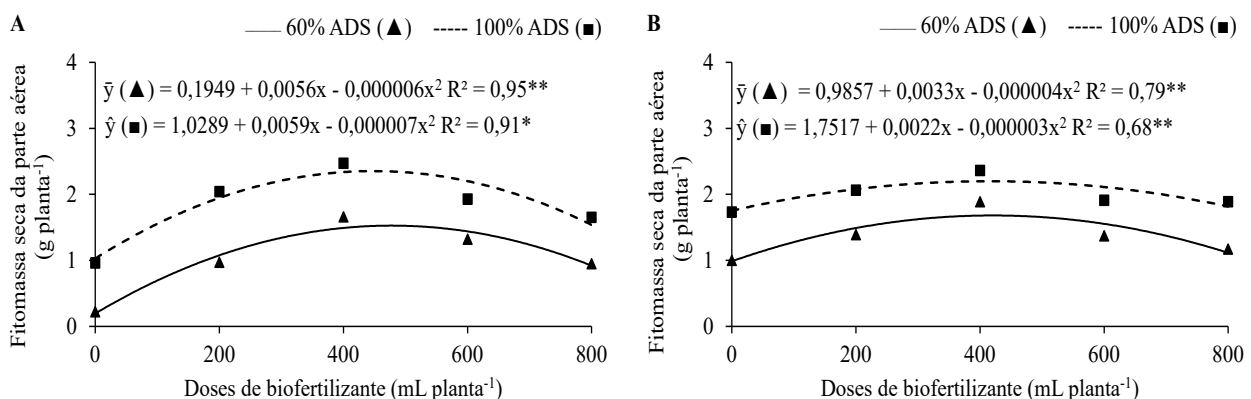 A
60% ADS (▲) 100% ADS (■)
ȳ (▲) = 0,1949 + 0,0056x - 0,000006x² R² = 0,95**
ŷ (■) = 1,0289 + 0,0059x - 0,000007x² R² = 0,91*
Fitomassa seca da parte aérea
(g planta⁻¹)
4
3
2
1
0
0 200 400 600 800
Doses de biofertilizante (mL planta⁻¹)
B
60% ADS (▲) 100% ADS (■)
ȳ (▲) = 0,9857 + 0,0033x - 0,000004x² R² = 0,79**
ŷ (■) = 1,7517 + 0,0022x - 0,000003x² R² = 0,68**
Fitomassa seca da parte aérea
(g planta⁻¹)
4
3
2
1
0
0 200 400 600 800
Doses de biofertilizante (mL planta⁻¹)